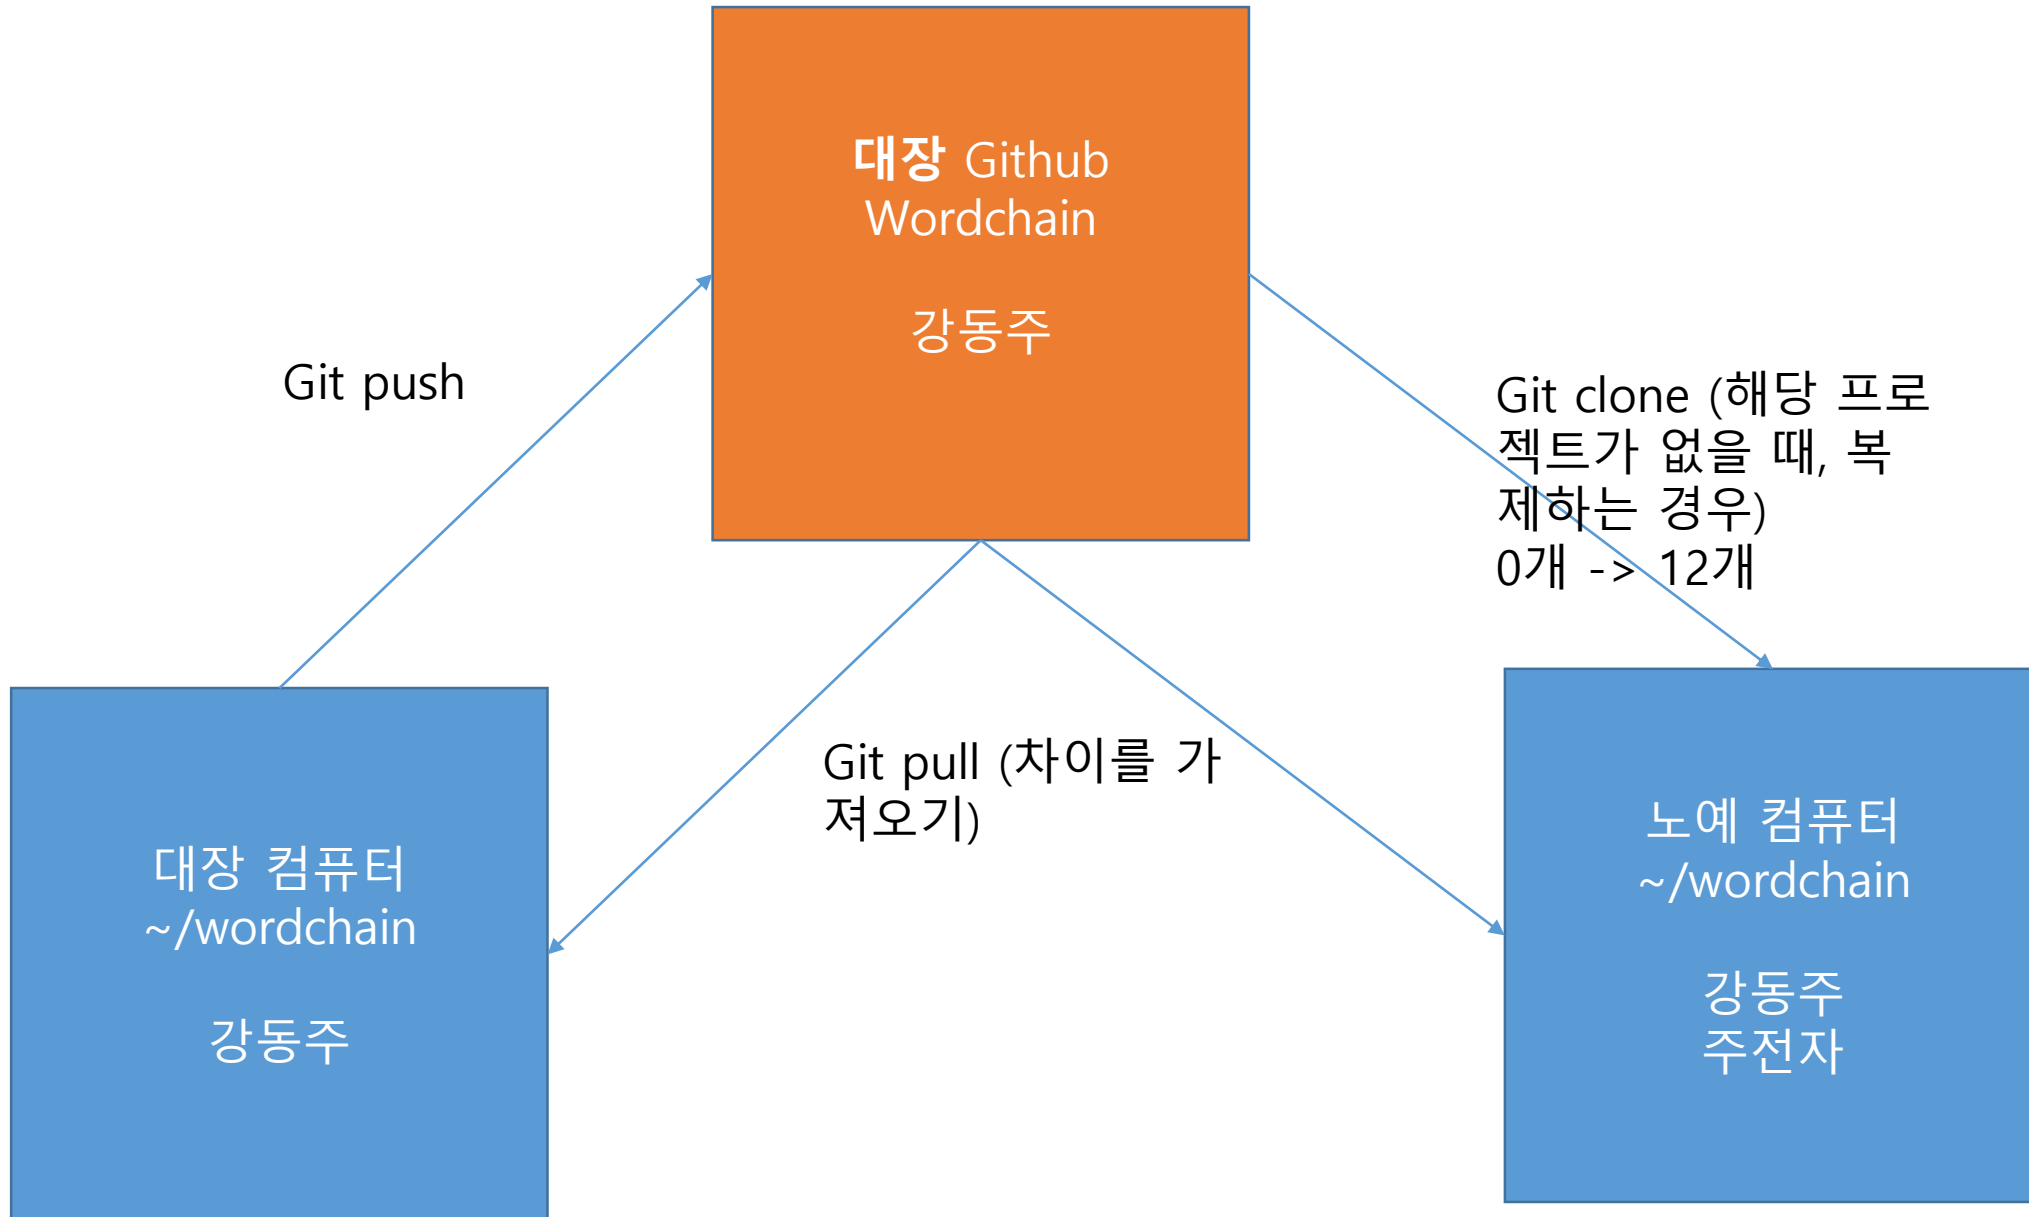 대장 Github
Wordchain
강동주
Git push
Git clone (해당 프로
젝트가 없을 때, 복
제하는 경우)
0개 -> 12개
Git pull (차이를 가
져오기)
대장 컴퓨터
~/wordchain
강동주
노예 컴퓨터
~/wordchain
강동주
주전자